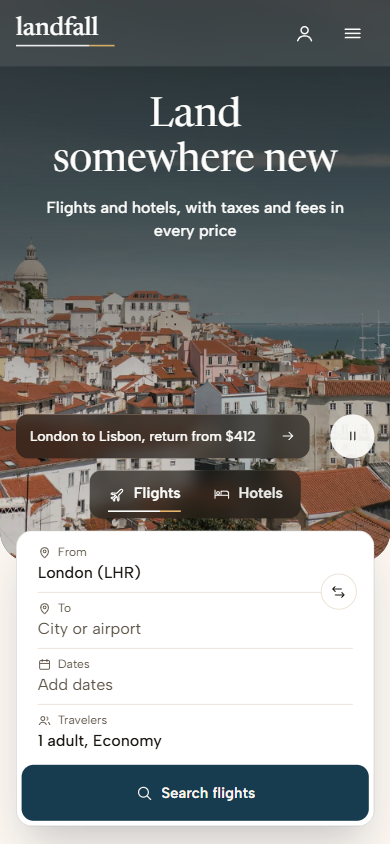 landfall
Land
somewhere new
Flights and hotels, with taxes and fees in
every price
London to Lisbon, return from $412
Flights
Hotels
From
London (LHR)
To
City or airport
Dates
Add dates
Travelers
1 adult, Economy
Search flights